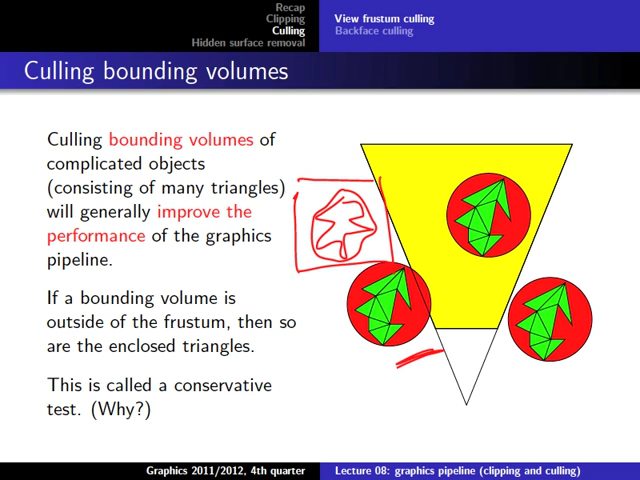 Recap
Clipping
Culling
Hidden surface removal
View frustum culling
Backface culling
Culling bounding volumes
Culling bounding volumes of
complicated objects
(consisting of many triangles)
will generally improve the
performance of the graphics
pipeline.
If a bounding volume is
outside of the frustum, then so
are the enclosed triangles.
This is called a conservative
test. (Why?)
Graphics 2011/2012, 4th quarter
Lecture 08: graphics pipeline (clipping and culling)